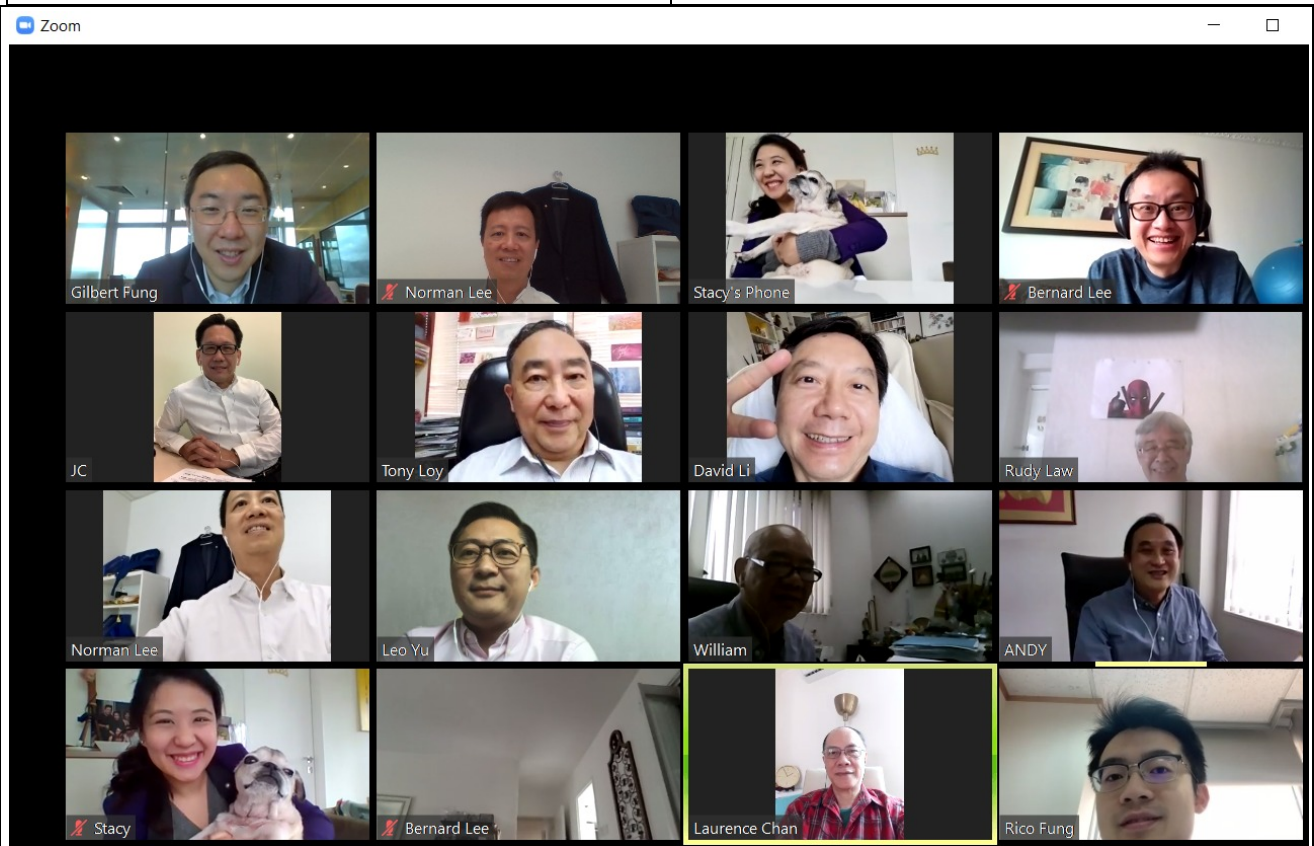 Zoom
Gilbert Fung
Norman Lee
Stacy's Phone
Bernard Lee
JC
Tony Loy
David Li
Rudy Law
Norman Lee
Leo Yu
William
ANDY
Stacy
Bernard Lee
Laurence Chan
Rico Fung